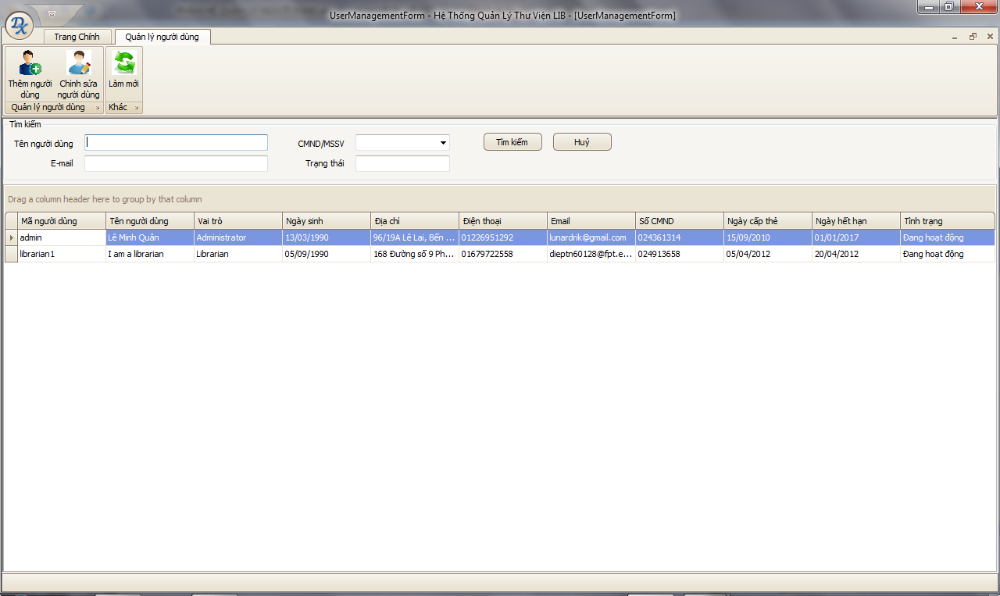 UserManagementForm - Hệ Thống Quản Lý Thư Viện LIB - [UserManagementForm]
DX
Trang Chính
Quản lý người dùng
Thêm người dùng
Chỉnh sửa người dùng
Làm mới
Quản lý người dùng
Khác
Tìm kiếm
Tên người dùng
CMND/MSSV
Tìm kiếm
Huỷ
E-mail
Trạng thái
Drag a column header here to group by that column
Mã người dùng Tên người dùng Vai trò Ngày sinh Địa chỉ Điện thoại Email Số CMND Ngày cấp thẻ Ngày hết hạn Tình trạng
admin Lê Minh Quân Administrator 13/03/1990 96/19A Lê Lai, Bến ... 01226951292 lunardrik@gmail.com 024361314 15/09/2010 01/01/2017 Đang hoạt động
librarian1 I am a librarian Librarian 05/09/1990 168 Đường số 9 Ph... 01679722558 dieptn60128@fpt.e... 024913658 05/04/2012 20/04/2012 Đang hoạt động